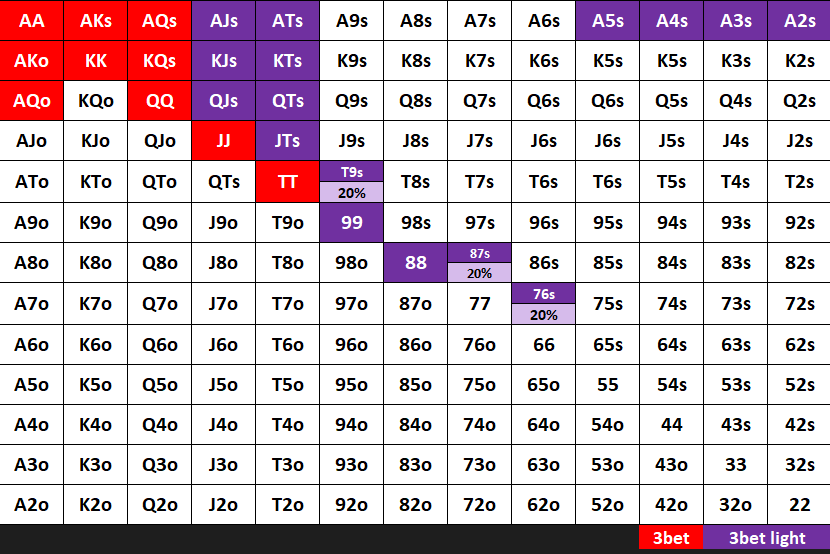 AA AKs AQs AJs ATs A9s A8s A7s A6s A5s A4s A3s A2s
AKo KK KQs KJs KTs K9s K8s K7s K6s K5s K5s K3s K2s
AQo KQo QQ QJs QTs Q9s Q8s Q7s Q6s Q6s Q5s Q4s Q2s
AJo KJo QJo JJ JTs J9s J8s J7s J6s J6s J5s J4s J2s
ATo KTo QTo QTs TT T9s 20% T8s T7s T6s T6s T5s T4s T2s
A9o K9o Q9o J9o T9o 99 98s 97s 96s 95s 94s 93s 92s
A8o K8o Q8o J8o T8o 98o 88 87s 20% 86s 85s 84s 83s 82s
A7o K7o Q7o J7o T7o 97o 87o 77 76s 20% 75s 74s 73s 72s
A6o K6o Q6o J6o T6o 96o 86o 76o 66 65s 64s 63s 62s
A5o K5o Q5o J5o T5o 95o 85o 75o 65o 55 54s 53s 52s
A4o K4o Q4o J4o T4o 94o 84o 74o 64o 54o 44 43s 42s
A3o K3o Q3o J3o T3o 93o 83o 73o 63o 53o 43o 33 32s
A2o K2o Q2o J2o T2o 92o 82o 72o 62o 52o 42o 32o 22
3bet 3bet light